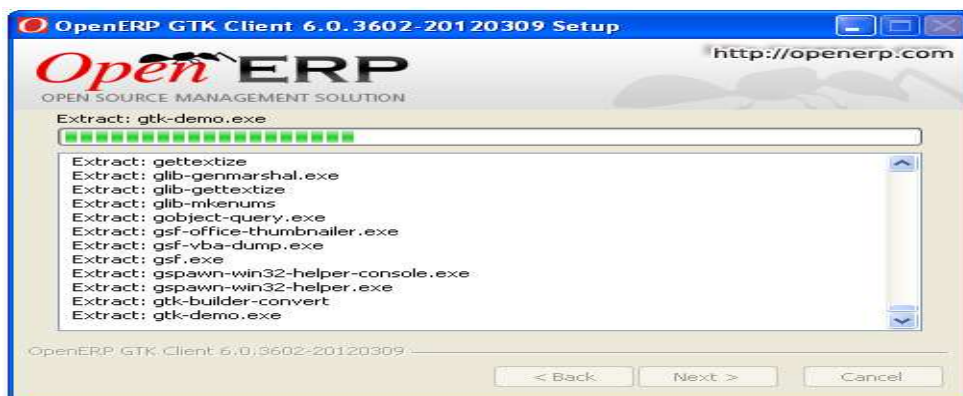 OpenERP GTK Client 6.0.3602-20120309 Setup
Open ERP
http://openerp.com
OPEN SOURCE MANAGEMENT SOLUTION
Extract: gtk-demo.exe
Extract: gettextize
Extract: glib-genmarshal.exe
Extract: glib-gettextize
Extract: glib-mkenums
Extract: gobject-query.exe
Extract: gsf-office-thumbnailer.exe
Extract: gsf-vba-dump.exe
Extract: gsf.exe
Extract: gspawn-win32-helper-console.exe
Extract: gspawn-win32-helper.exe
Extract: gtk-builder-convert
Extract: gtk-demo.exe
OpenERP GTK Client 6.0.3602-20120309
< Back
Next >
Cancel